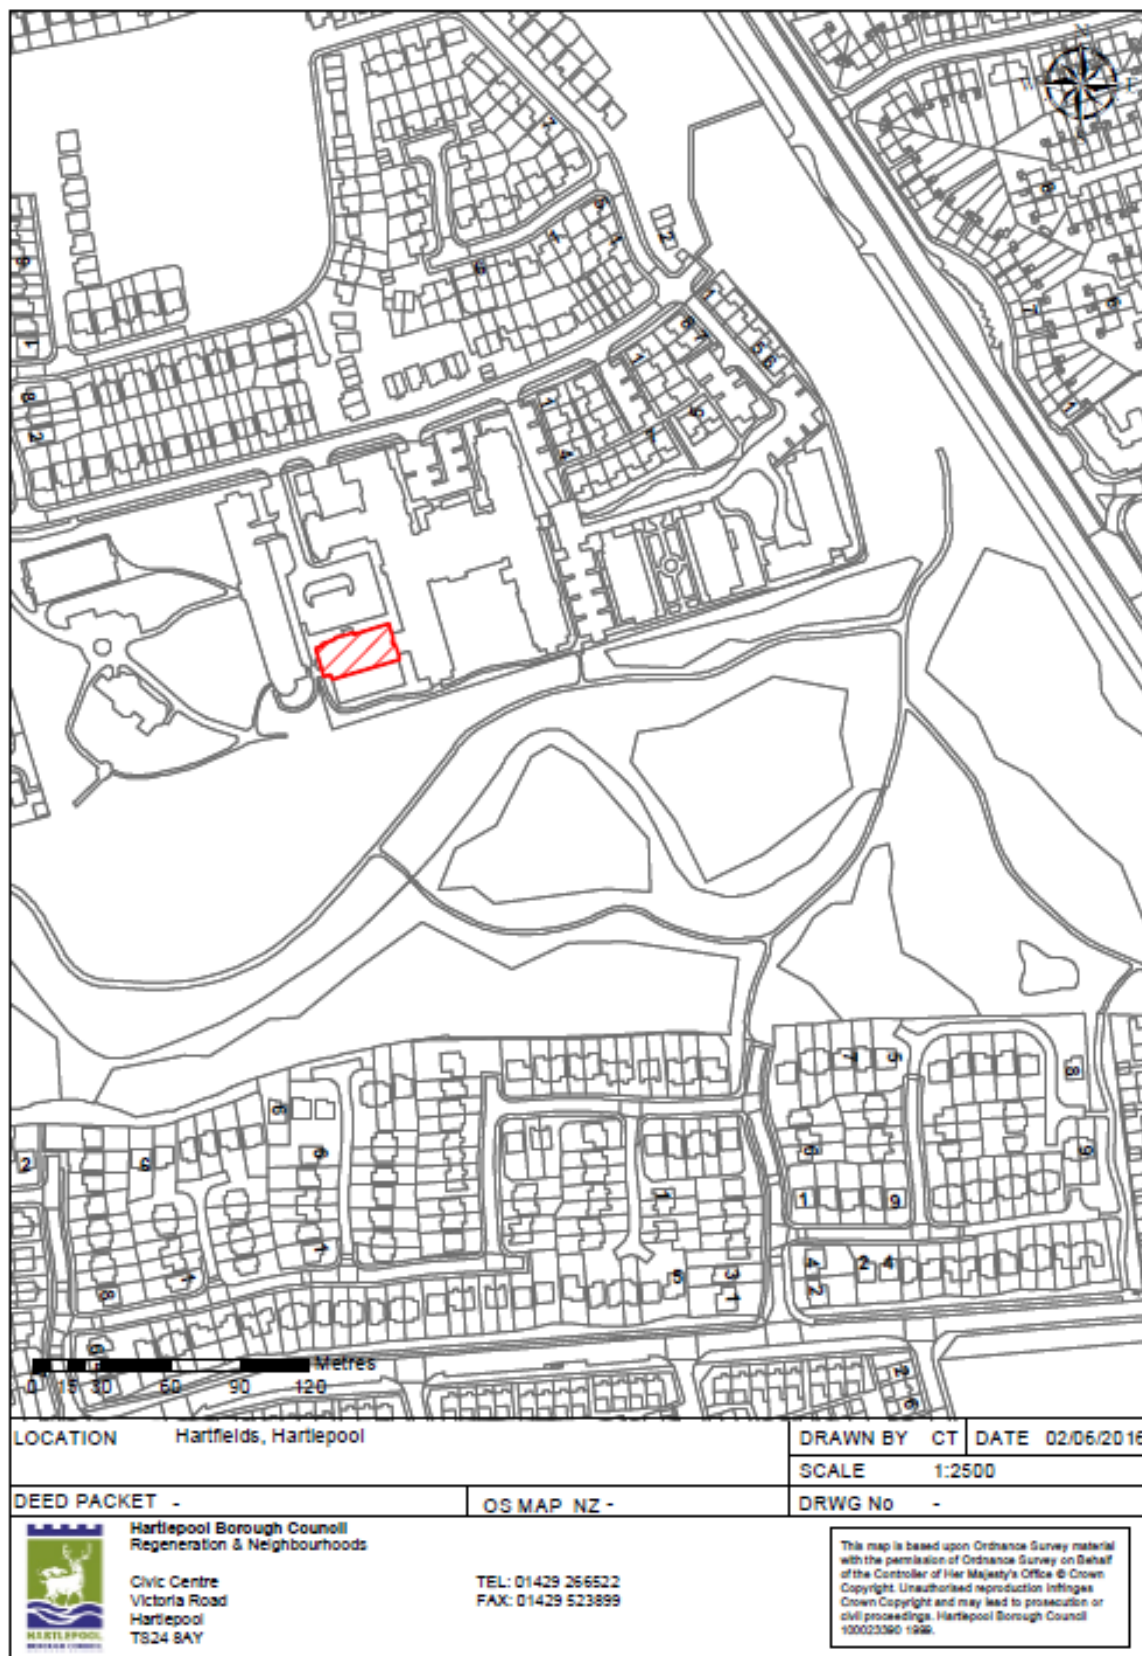 Metres
0 15 30 60 90 120
LOCATION Hartfields, Hartlepool
DRAWN BY CT DATE 02/06/2016
SCALE 1:2500
DEED PACKET -
OS MAP NZ -
DRWG No -
Hartlepool Borough Council
Regeneration & Neighbourhoods
Civic Centre
Victoria Road
Hartlepool
TS24 8AY
TEL: 01429 266522
FAX: 01429 523899
HARTLEPOOL
BOROUGH COUNCIL
This map is based upon Ordnance Survey material
with the permission of Ordnance Survey on Behalf
of the Controller of Her Majesty's Office © Crown
Copyright. Unauthorised reproduction infringes
Crown Copyright and may lead to prosecution or
civil proceedings. Hartlepool Borough Council
100023390 1999.